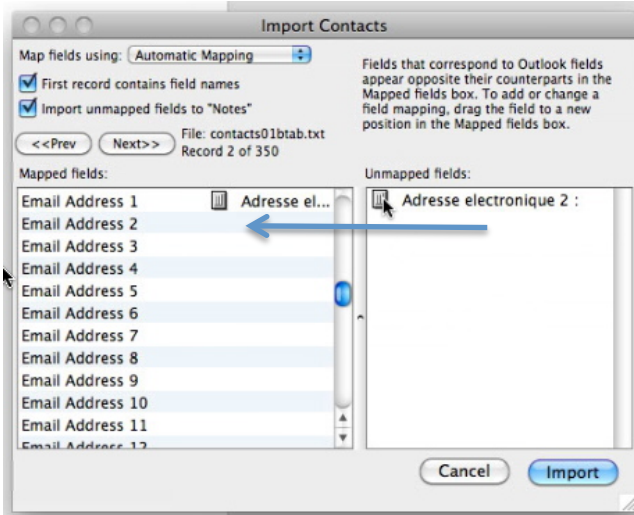 Import Contacts
Map fields using: Automatic Mapping
First record contains field names
Import unmapped fields to "Notes"
<<Prev Next>> File: contacts01btab.txt
Record 2 of 350
Fields that correspond to Outlook fields
appear opposite their counterparts in the
Mapped fields box. To add or change a
field mapping, drag the field to a new
position in the Mapped fields box.
Mapped fields:
Email Address 1 Adresse el...
Email Address 2
Email Address 3
Email Address 4
Email Address 5
Email Address 6
Email Address 7
Email Address 8
Email Address 9
Email Address 10
Email Address 11
Email Address 12
Unmapped fields:
Adresse electronique 2 :
Cancel Import